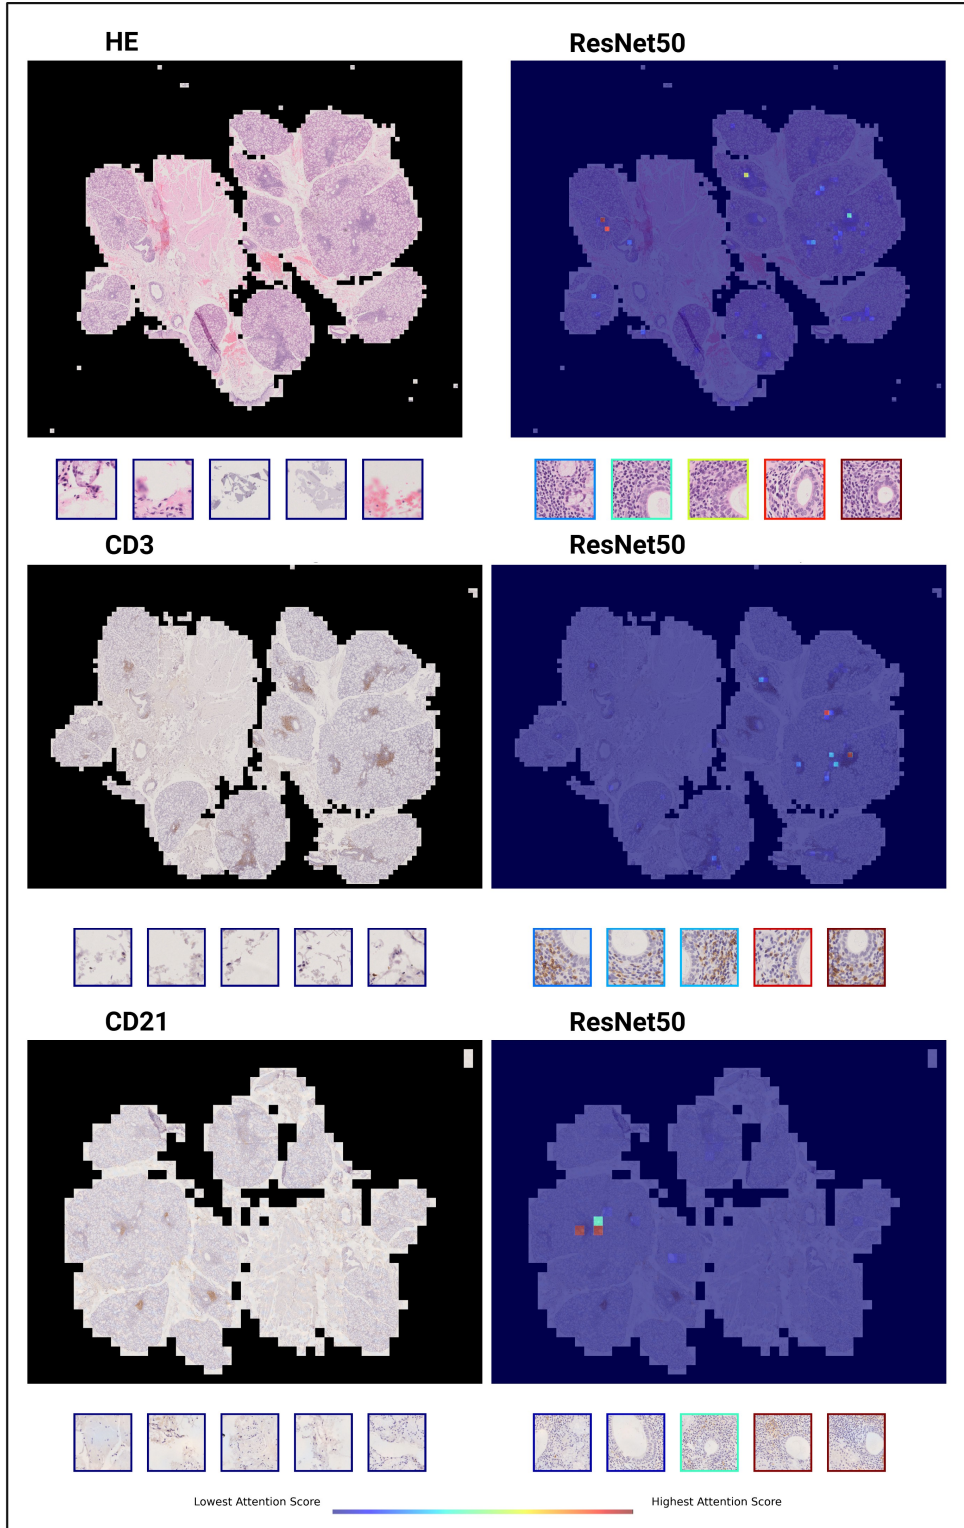 HE
ResNet50
CD3
ResNet50
CD21
ResNet50
Lowest Attention Score
Highest Attention Score